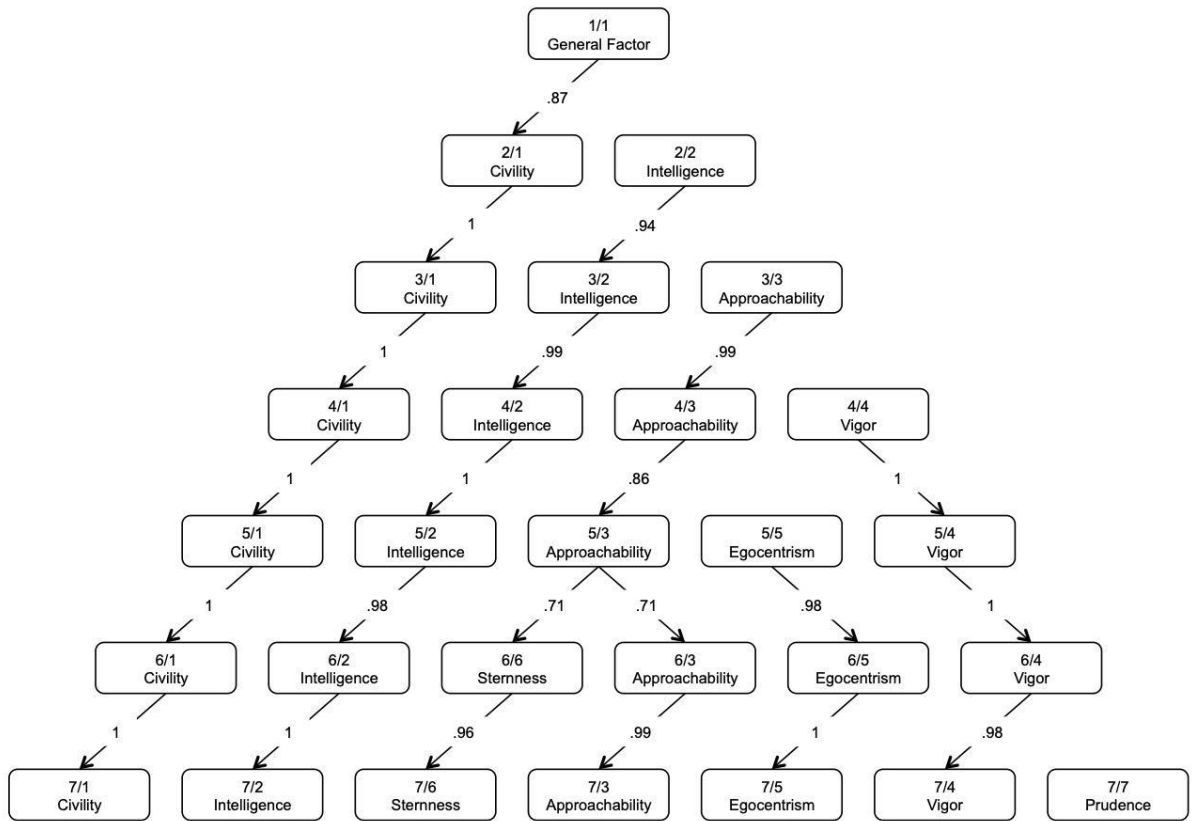 1/1
General Factor
.87
2/1
Civility
2/2
Intelligence
1
.94
3/1
Civility
3/2
Intelligence
3/3
Approachability
1
.99
.99
4/1
Civility
4/2
Intelligence
4/3
Approachability
4/4
Vigor
1
1
.86
1
5/1
Civility
5/2
Intelligence
5/3
Approachability
5/5
Egocentrism
5/4
Vigor
1
.98
.71
.71
.98
1
6/1
Civility
6/2
Intelligence
6/6
Sternness
6/3
Approachability
6/5
Egocentrism
6/4
Vigor
1
1
.96
.99
1
.98
7/1
Civility
7/2
Intelligence
7/6
Sternness
7/3
Approachability
7/5
Egocentrism
7/4
Vigor
7/7
Prudence